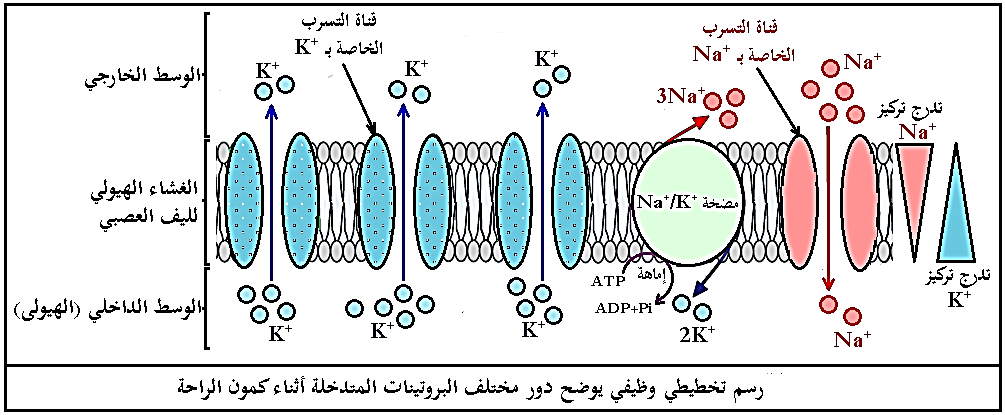 قناة التسرب
الخاصة بـ K⁺
قناة التسرب
الخاصة بـ Na⁺
الوسط الخارجي
K⁺
K⁺
K⁺
3Na⁺
Na⁺
تدرج تركيز
Na⁺
الغشاء الهيولي
لليف العصبي
مضخة Na⁺/K⁺
الوسط الداخلي (الهيولى)
K⁺
K⁺
K⁺
ATP
إماهة
ADP+Pi
2K⁺
Na⁺
تدرج تركيز
K⁺
رسم تخطيطي وظيفي يوضح دور مختلف البروتينات المتدخلة أثناء كمون الراحة